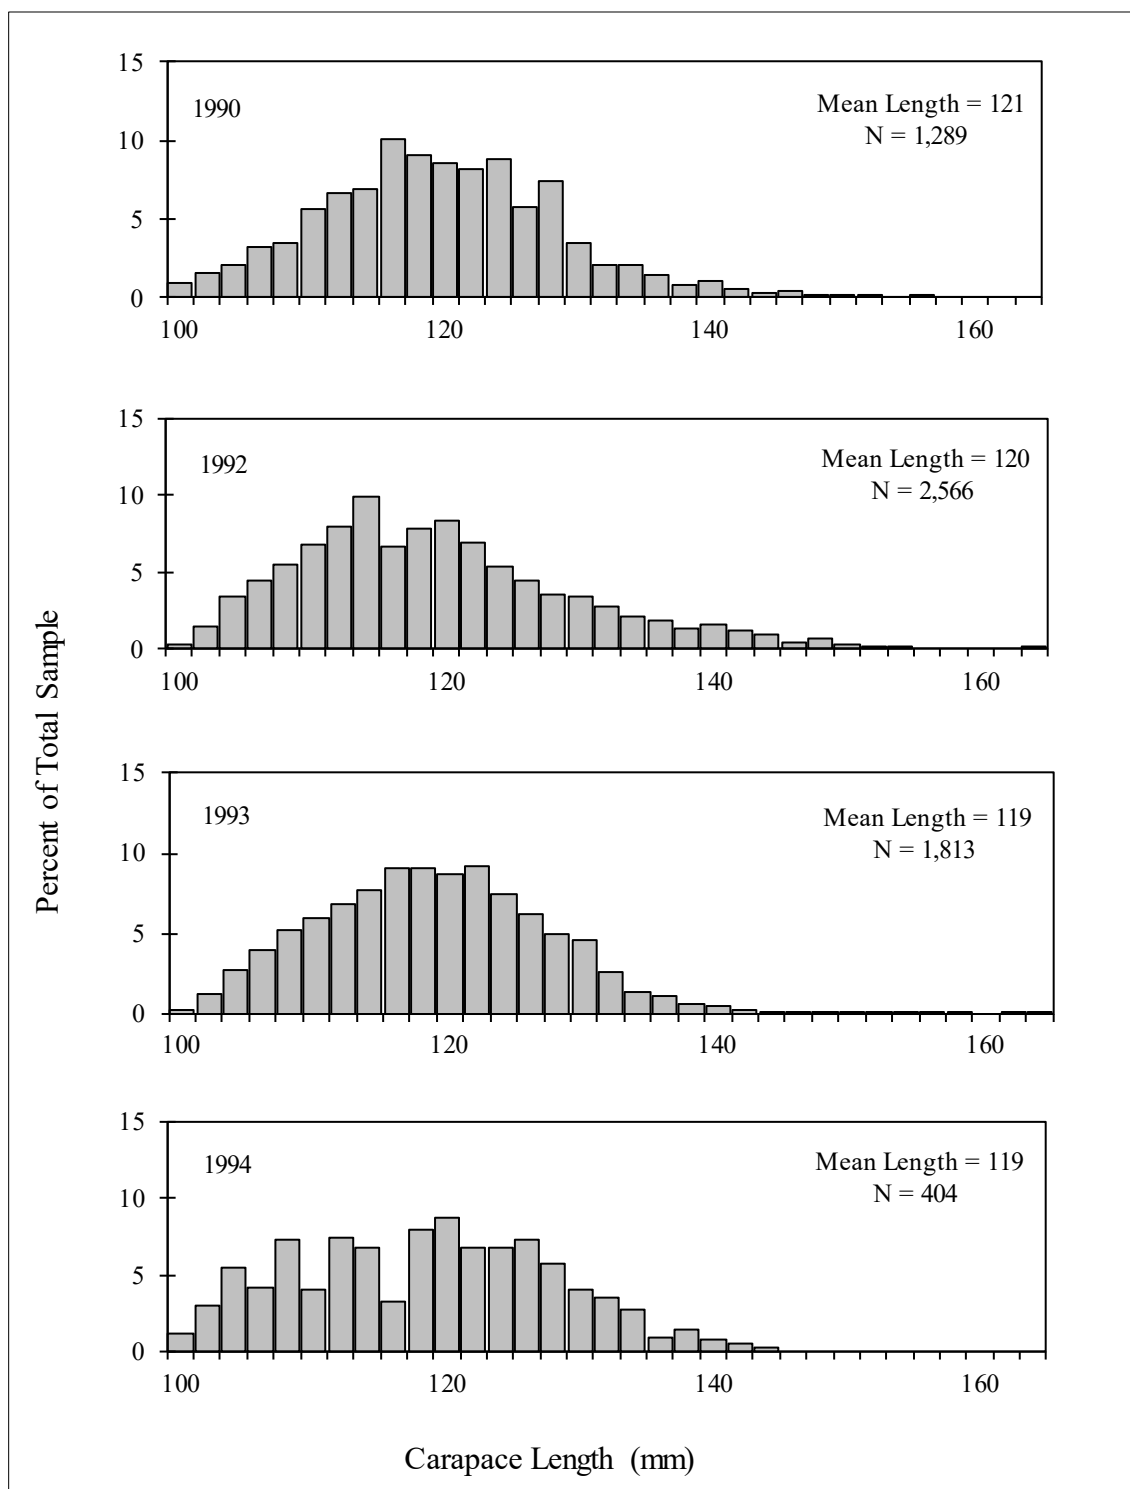 Percent of Total Sample
15
10
5
0
1990
Mean Length = 121
N = 1,289
100 120 140 160
15
10
5
0
1992
Mean Length = 120
N = 2,566
100 120 140 160
15
10
5
0
1993
Mean Length = 119
N = 1,813
100 120 140 160
15
10
5
0
1994
Mean Length = 119
N = 404
100 120 140 160
Carapace Length (mm)